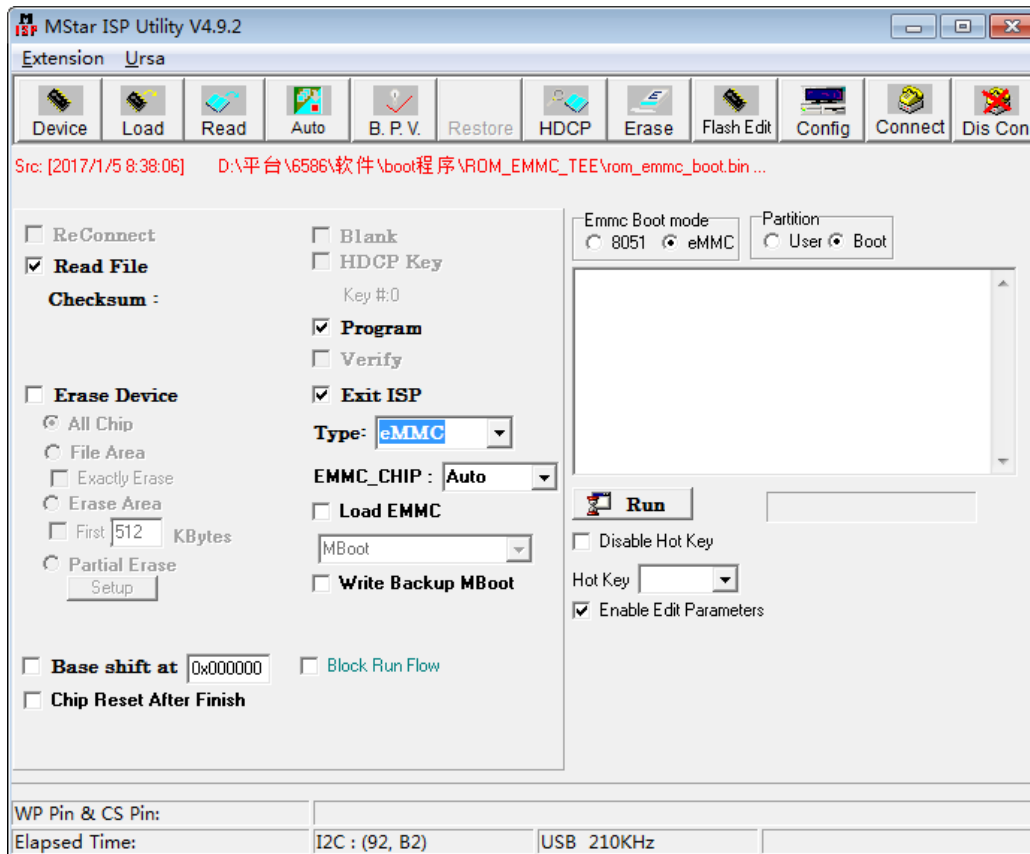 M
ISP MStar ISP Utility V4.9.2
Extension Ursa
Device Load Read Auto B. P. V. Restore HDCP Erase Flash Edit Config Connect Dis Con
Src: [2017/1/5 8:38:06] D:\平台\6586\软件\boot程序\ROM_EMMC_TEE\rom_emmc_boot.bin ...
ReConnect
Read File
Checksum :
Erase Device
All Chip
File Area
Exactly Erase
Erase Area
First 512 KBytes
Partial Erase
Setup
Base shift at 0x000000
Chip Reset After Finish
Blank
HDCP Key
Key #:0
Program
Verify
Exit ISP
Type: eMMC
EMMC_CHIP : Auto
Load EMMC
MBoot
Write Backup MBoot
Block Run Flow
Emmc Boot mode
8051 eMMC
Partition
User Boot
Run
Disable Hot Key
Hot Key
Enable Edit Parameters
WP Pin & CS Pin:
Elapsed Time: I2C : (92, B2) USB 210KHz